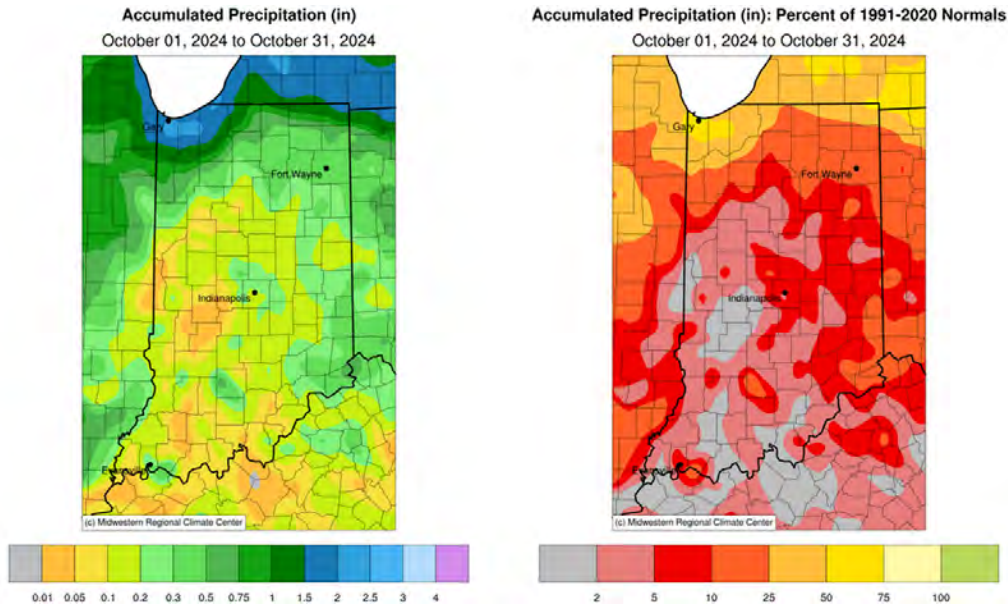 Accumulated Precipitation (in)
October 01, 2024 to October 31, 2024
Gary
Fort Wayne
Indianapolis
Evansville
(c) Midwestern Regional Climate Center
0.01 0.05 0.1 0.2 0.3 0.5 0.75 1 1.5 2 2.5 3 4
Accumulated Precipitation (in): Percent of 1991-2020 Normals
October 01, 2024 to October 31, 2024
Gary
Fort Wayne
Indianapolis
Evansville
(c) Midwestern Regional Climate Center
2 5 10 25 50 75 100